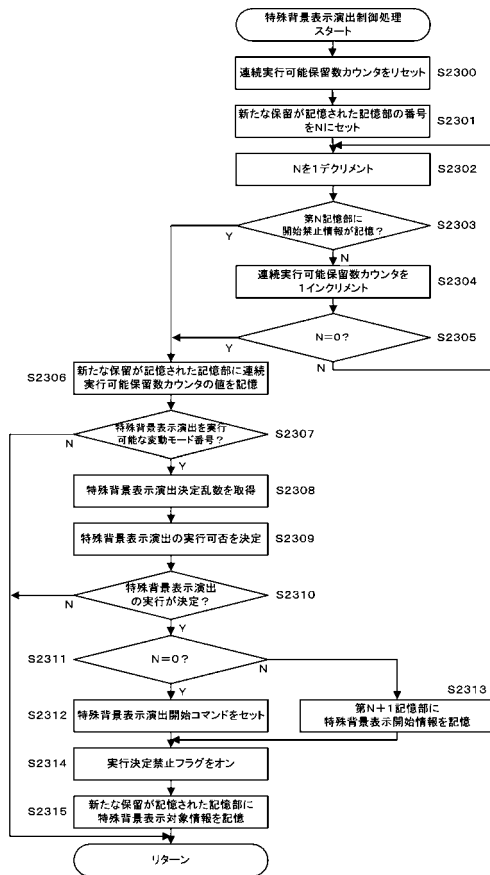 特殊背景表示演出制御処理
スタート
連続実行可能保留数カウンタをリセット
S2300
新たな保留が記憶された記憶部の番号
をNにセット
S2301
Nを1デクリメント
S2302
第N記憶部に
開始禁止情報が記憶?
S2303
Y
N
連続実行可能保留数カウンタを
1インクリメント
S2304
N=0?
S2305
Y
N
S2306
新たな保留が記憶された記憶部に連続
実行可能保留数カウンタの値を記憶
特殊背景表示演出を実行
可能な変動モード番号?
S2307
N
Y
特殊背景表示演出決定乱数を取得
S2308
特殊背景表示演出の実行可否を決定
S2309
特殊背景表示演出
の実行が決定?
S2310
N
Y
S2311
N=0?
N
Y
S2312
特殊背景表示演出開始コマンドをセット
S2313
第N+1記憶部に
特殊背景表示開始情報を記憶
S2314
実行決定禁止フラグをオン
S2315
新たな保留が記憶された記憶部に
特殊背景表示対象情報を記憶
リターン